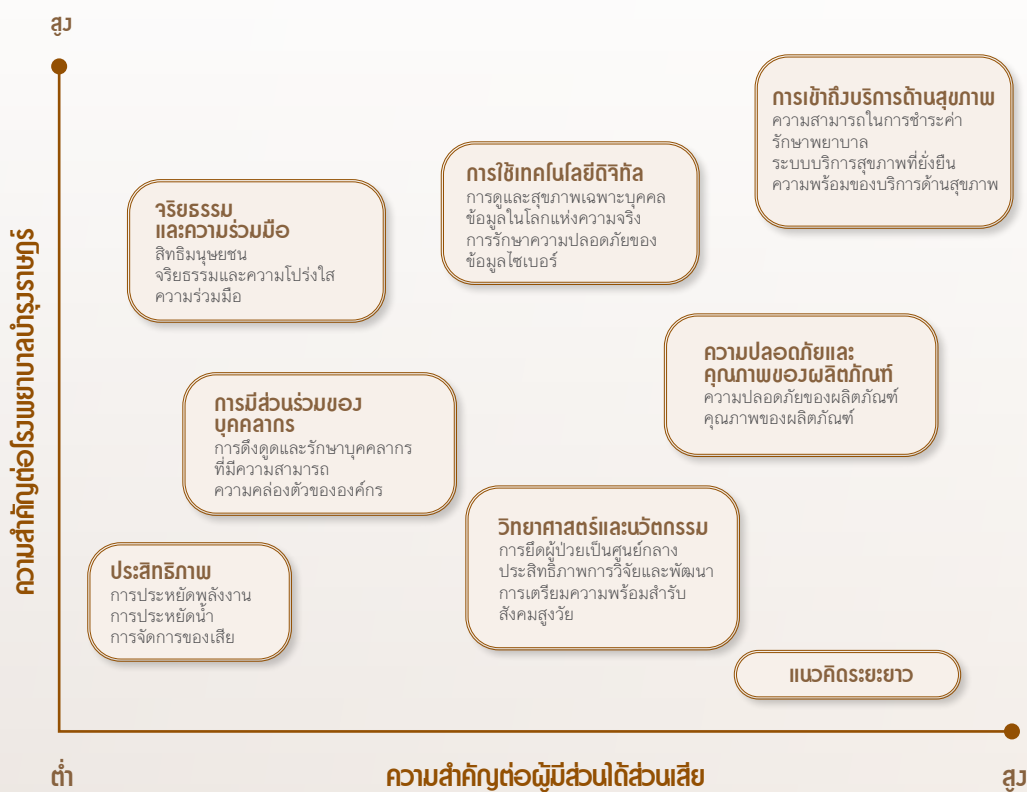 สูง
การเข้าถึงบริการด้านสุขภาพ
ความสามารถในการชำระค่า
รักษาพยาบาล
ระบบบริการสุขภาพที่ยั่งยืน
ความพร้อมของบริการด้านสุขภาพ
การใช้เทคโนโลยีดิจิทัล
การดูและสุขภาพเฉพาะบุคคล
ข้อมูลในโลกแห่งความจริง
การรักษาความปลอดภัยของ
ข้อมูลไซเบอร์
จริยธรรม
และความร่วมมือ
สิทธิมนุษยชน
จริยธรรมและความโปร่งใส
ความร่วมมือ
ความสำคัญต่อโรงพยาบาลบำรุงราษฎร์
ความปลอดภัยและ
คุณภาพของผลิตภัณฑ์
ความปลอดภัยของผลิตภัณฑ์
คุณภาพของผลิตภัณฑ์
การมีส่วนร่วมของ
บุคคลากร
การดึงดูดและรักษาบุคลากร
ที่มีความสามารถ
ความคล่องตัวขององค์กร
วิทยาศาสตร์และนวัตกรรม
การยึดผู้ป่วยเป็นศูนย์กลาง
ประสิทธิภาพการวิจัยและพัฒนา
การเตรียมความพร้อมสำรับ
สังคมสูงวัย
ประสิทธิภาพ
การประหยัดพลังงาน
การประหยัดน้ำ
การจัดการของเสีย
แนวคิดระยะยาว
ต่ำ
ความสำคัญต่อผู้มีส่วนได้ส่วนเสีย
สูง